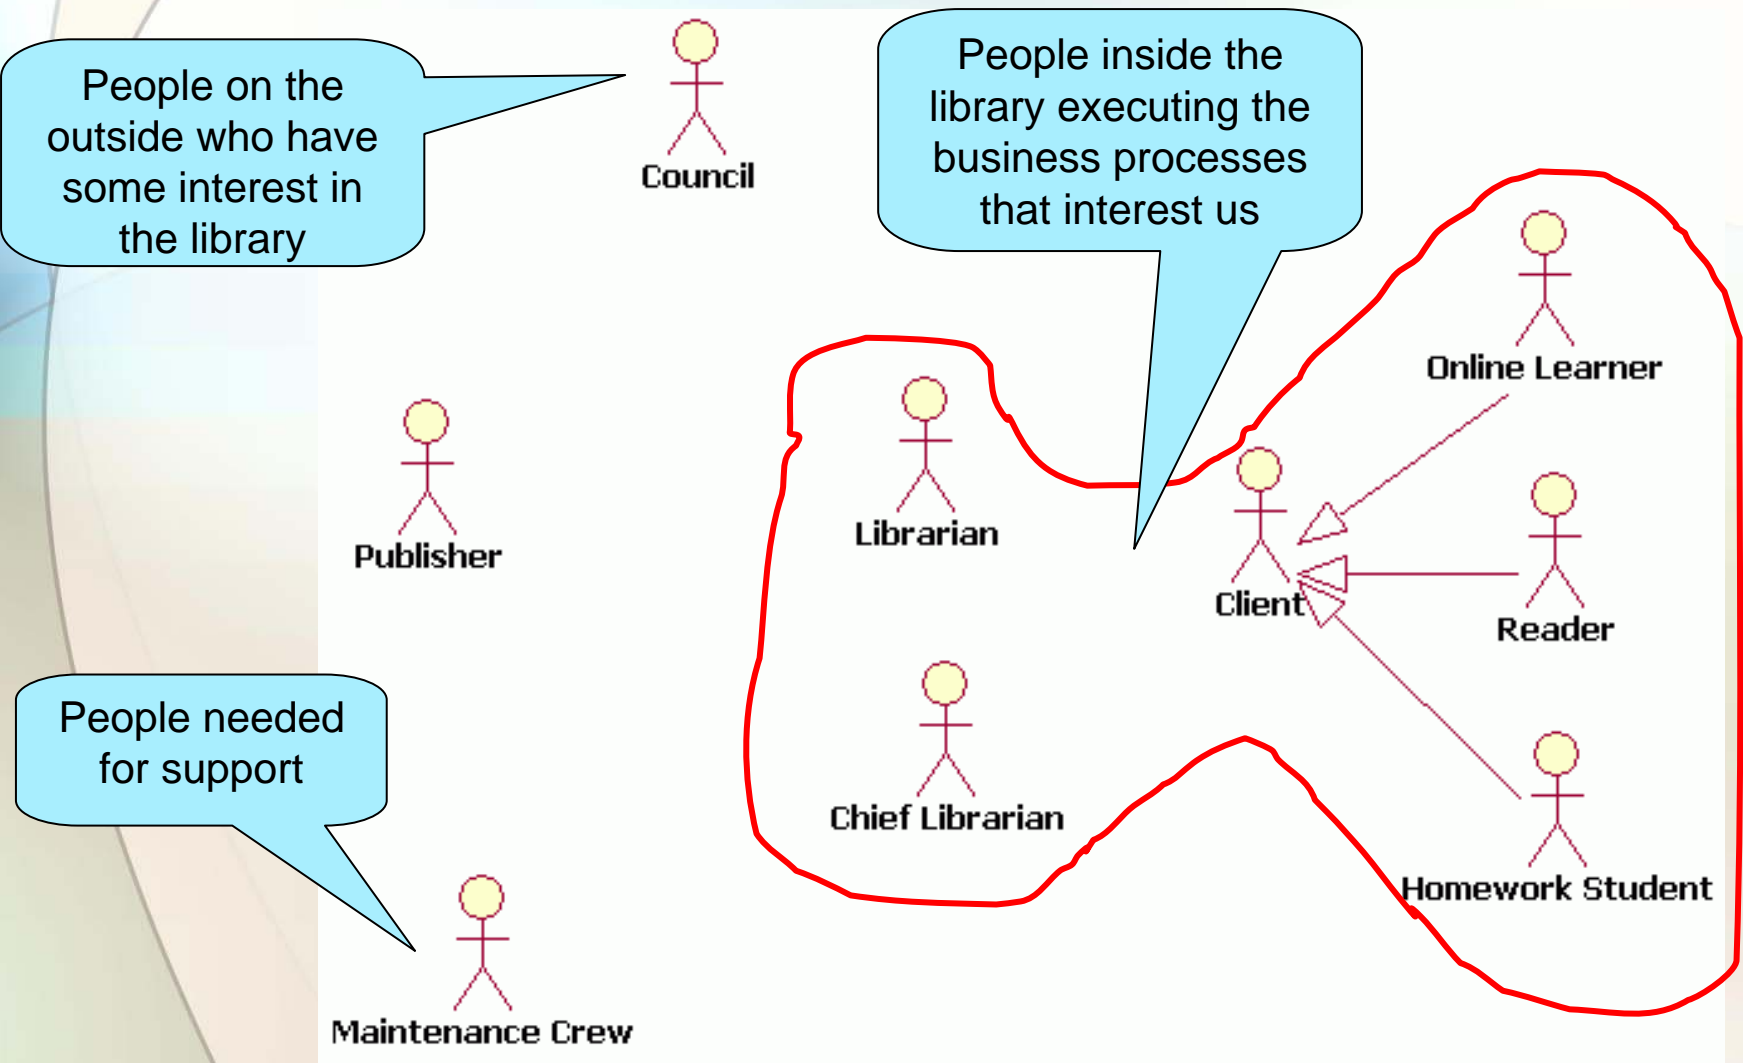 People on the
outside who have
some interest in
the library
Council
People inside the
library executing the
business processes
that interest us
Online Learner
Publisher
Librarian
Client
Reader
People needed
for support
Chief Librarian
Homework Student
Maintenance Crew